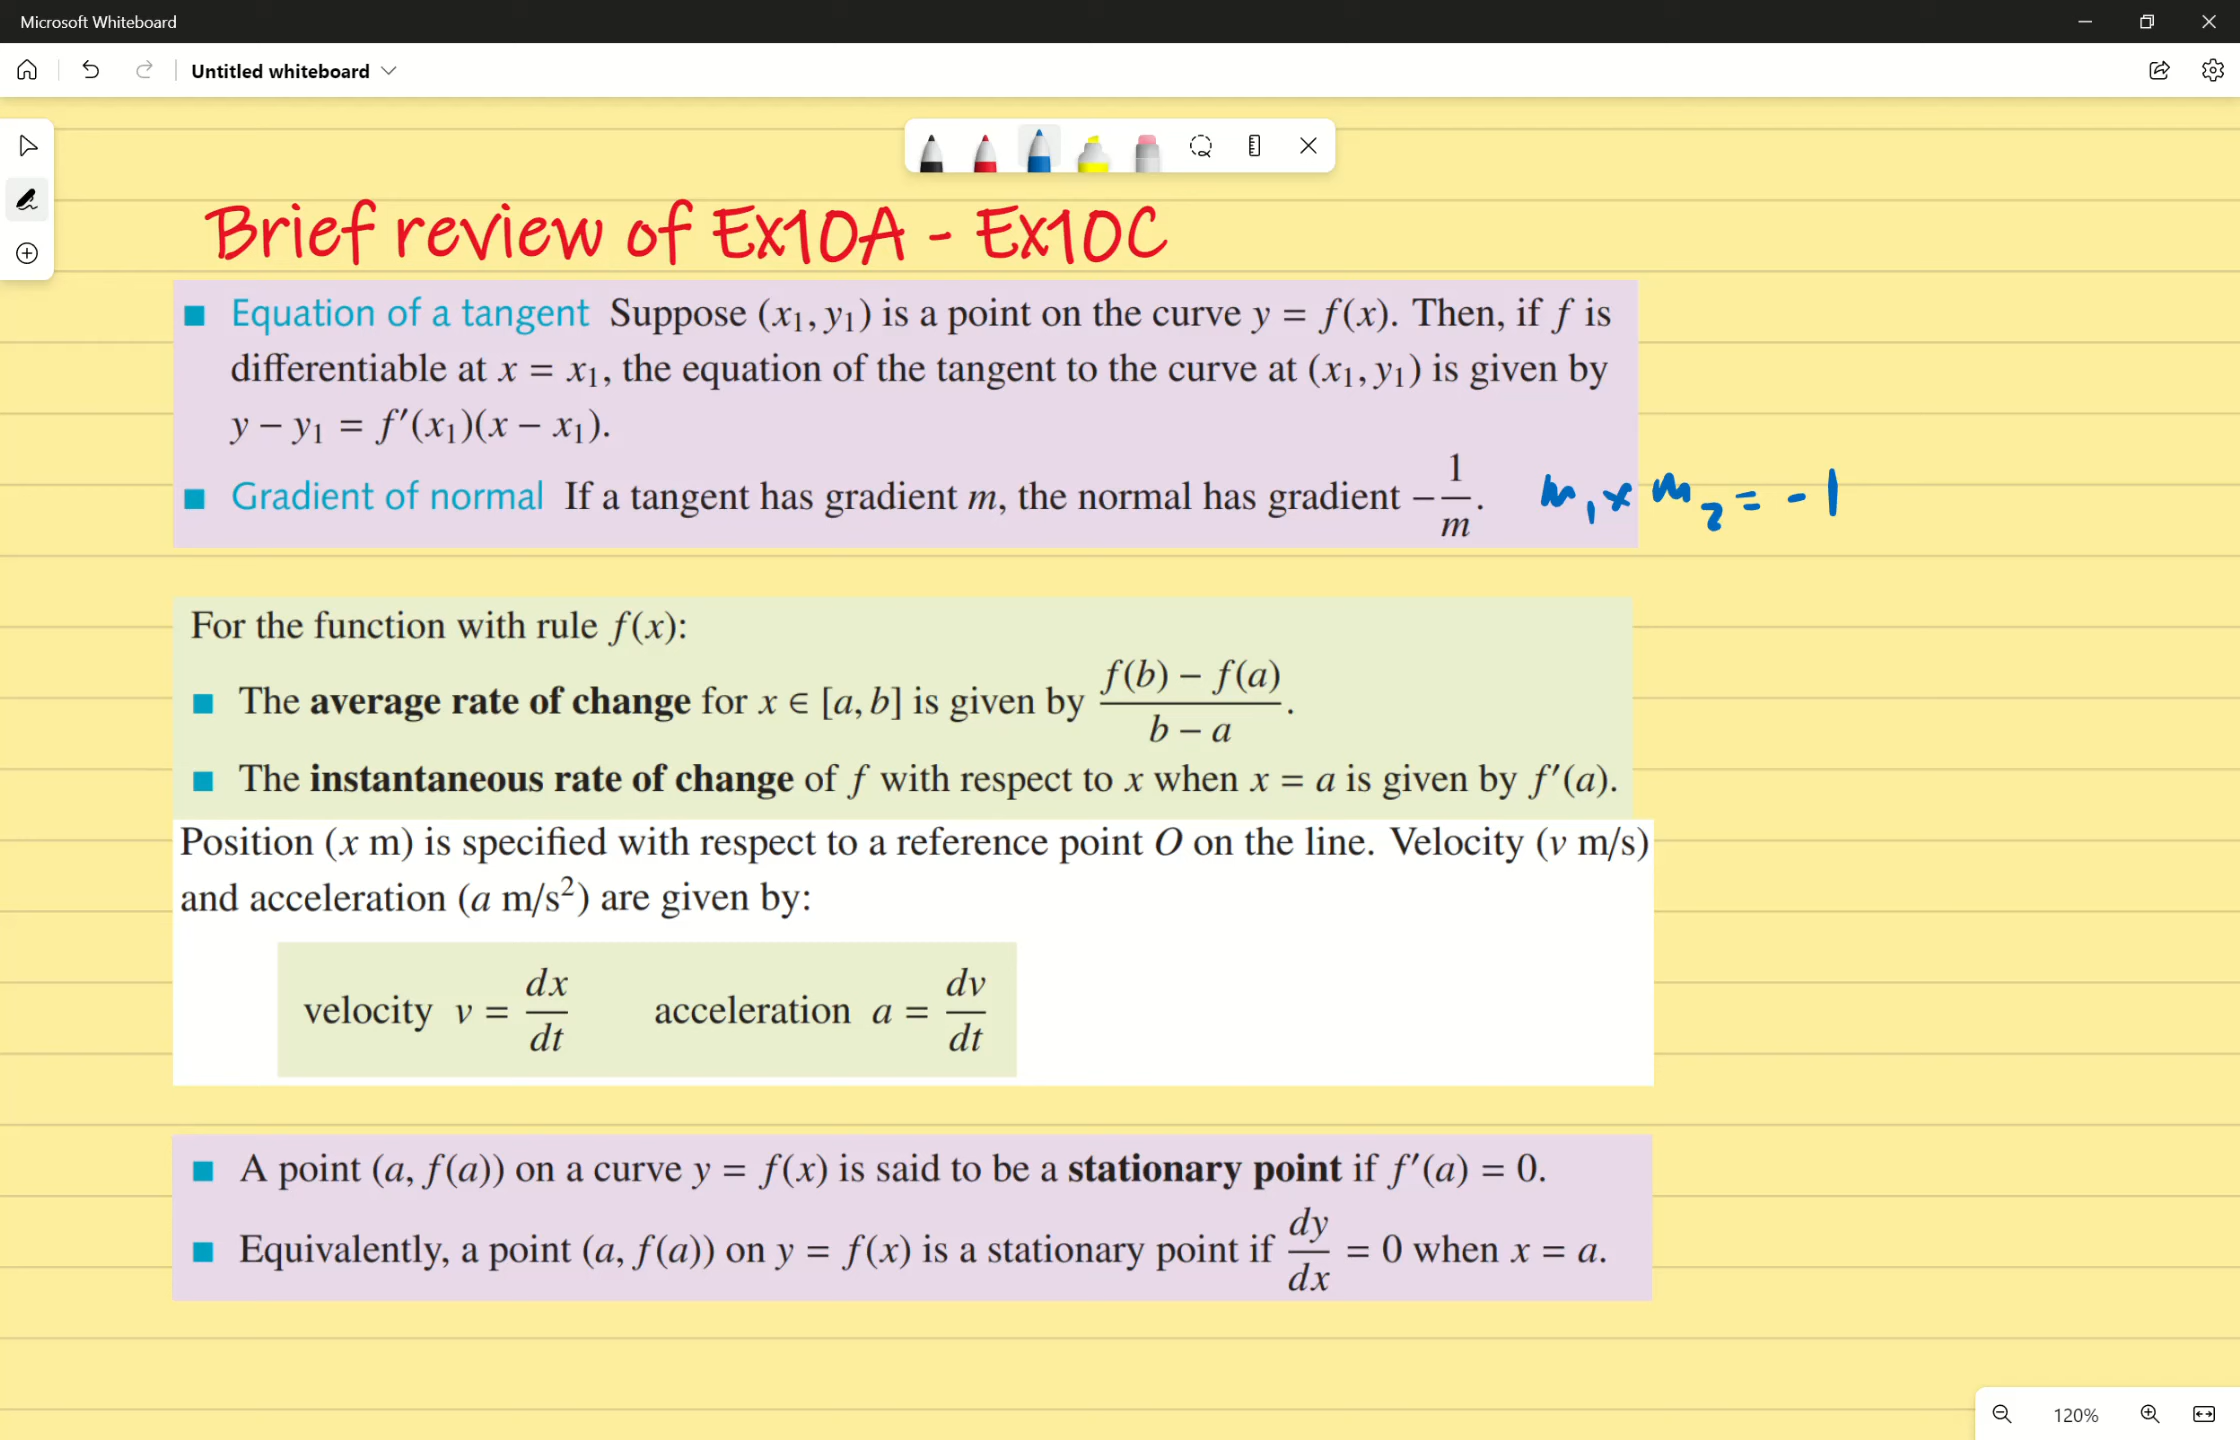 Microsoft Whiteboard
Untitled whiteboard
Brief review of Ex10A - Ex10C
■ Equation of a tangent Suppose (x₁, y₁) is a point on the curve y = f(x). Then, if f is
differentiable at x = x₁, the equation of the tangent to the curve at (x₁, y₁) is given by
y − y₁ = f′(x₁)(x − x₁).
■ Gradient of normal If a tangent has gradient m, the normal has gradient −1/m. m₁ × m₂ = -1
For the function with rule f(x):
■ The average rate of change for x ∈ [a, b] is given by (f(b) − f(a))/(b − a).
■ The instantaneous rate of change of f with respect to x when x = a is given by f′(a).
Position (x m) is specified with respect to a reference point O on the line. Velocity (v m/s)
and acceleration (a m/s²) are given by:
velocity v = dx/dt acceleration a = dv/dt
■ A point (a, f(a)) on a curve y = f(x) is said to be a stationary point if f′(a) = 0.
■ Equivalently, a point (a, f(a)) on y = f(x) is a stationary point if dy/dx = 0 when x = a.
120%